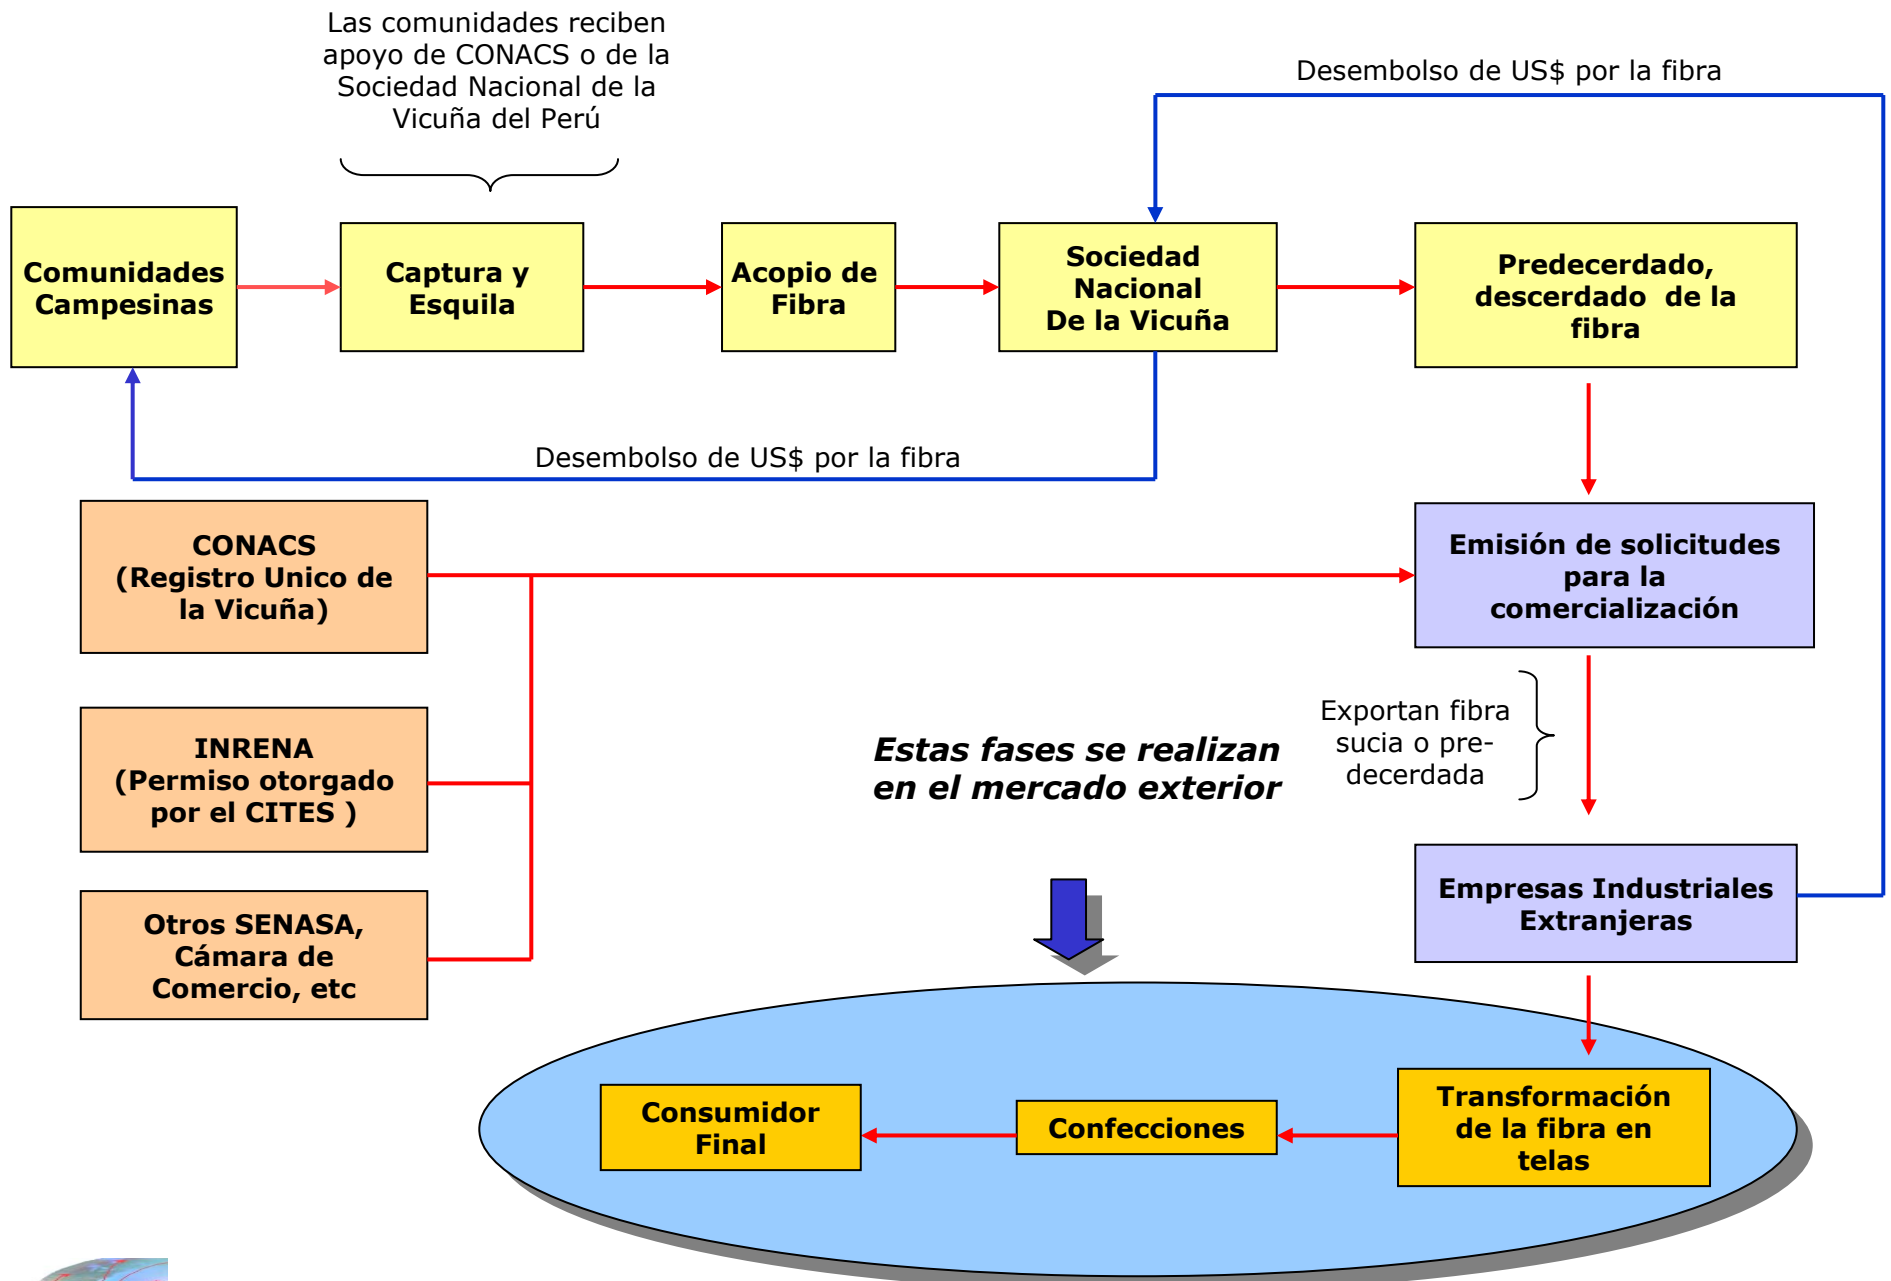 Las comunidades reciben
apoyo de CONACS o de la
Sociedad Nacional de la
Vicuña del Perú
Desembolso de US$ por la fibra
Comunidades
Campesinas
Captura y
Esquila
Acopio de
Fibra
Sociedad
Nacional
De la Vicuña
Predecerdado,
descerdado de la
fibra
Desembolso de US$ por la fibra
CONACS
(Registro Unico de
la Vicuña)
Emisión de solicitudes
para la
comercialización
INRENA
(Permiso otorgado
por el CITES )
Estas fases se realizan
en el mercado exterior
Exportan fibra
sucia o pre-
decerdada
Otros SENASA,
Cámara de
Comercio, etc
Empresas Industriales
Extranjeras
Consumidor
Final
Confecciones
Transformación
de la fibra en
telas